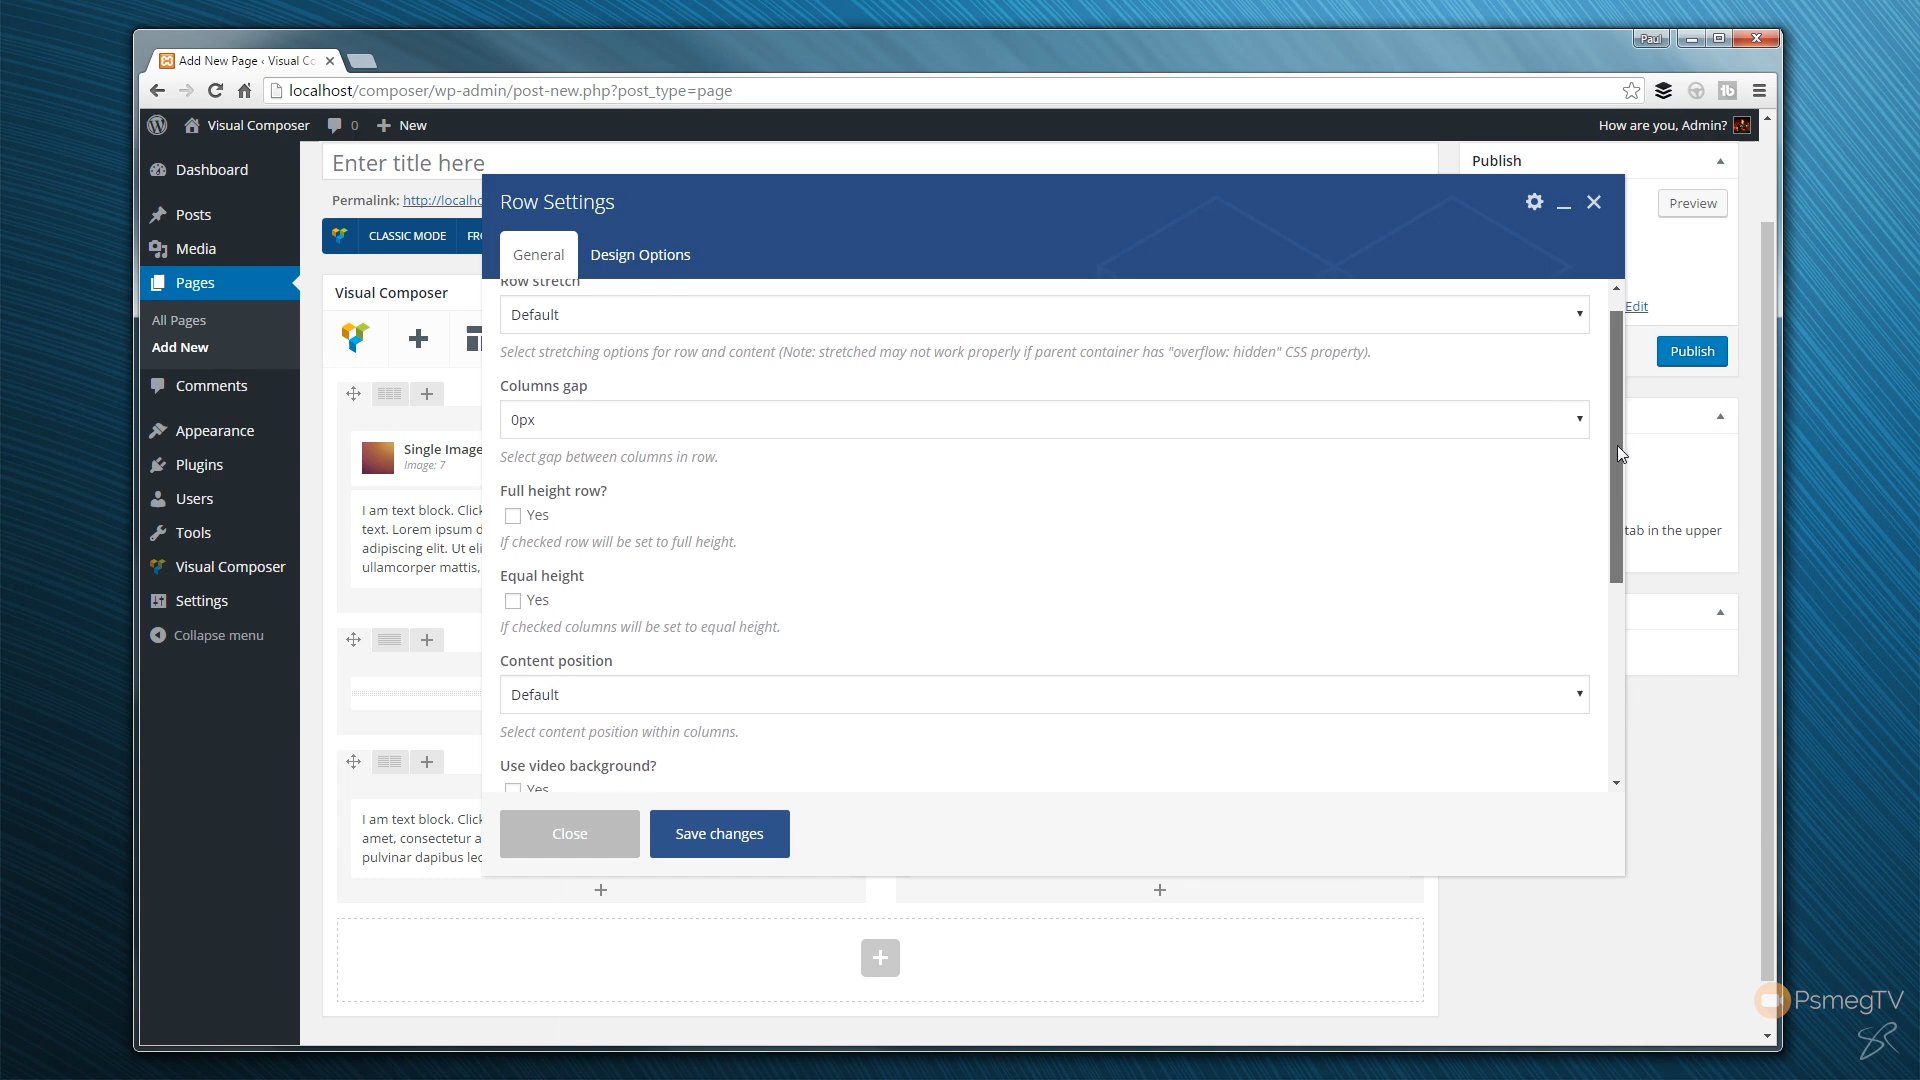 Paul
Add New Page ‹ Visual Co
localhost/composer/wp-admin/post-new.php?post_type=page
Visual Composer
0
New
How are you, Admin?
Dashboard
Posts
Media
Pages
All Pages
Add New
Comments
Appearance
Plugins
Users
Tools
Visual Composer
Settings
Collapse menu
Enter title here
Permalink: http://localho
CLASSIC MODE
FRO
Visual Composer
Single Image
Image: 7
I am text block. Click
text. Lorem ipsum d
adipiscing elit. Ut eli
ullamcorper mattis,
I am text block. Click
amet, consectetur a
pulvinar dapibus leo
Row Settings
General
Design Options
Row stretch
Default
Select stretching options for row and content (Note: stretched may not work properly if parent container has "overflow: hidden" CSS property).
Columns gap
0px
Select gap between columns in row.
Full height row?
Yes
If checked row will be set to full height.
Equal height
Yes
If checked columns will be set to equal height.
Content position
Default
Select content position within columns.
Use video background?
Yes
Close
Save changes
Publish
Preview
Edit
Publish
tab in the upper
PsmegTV